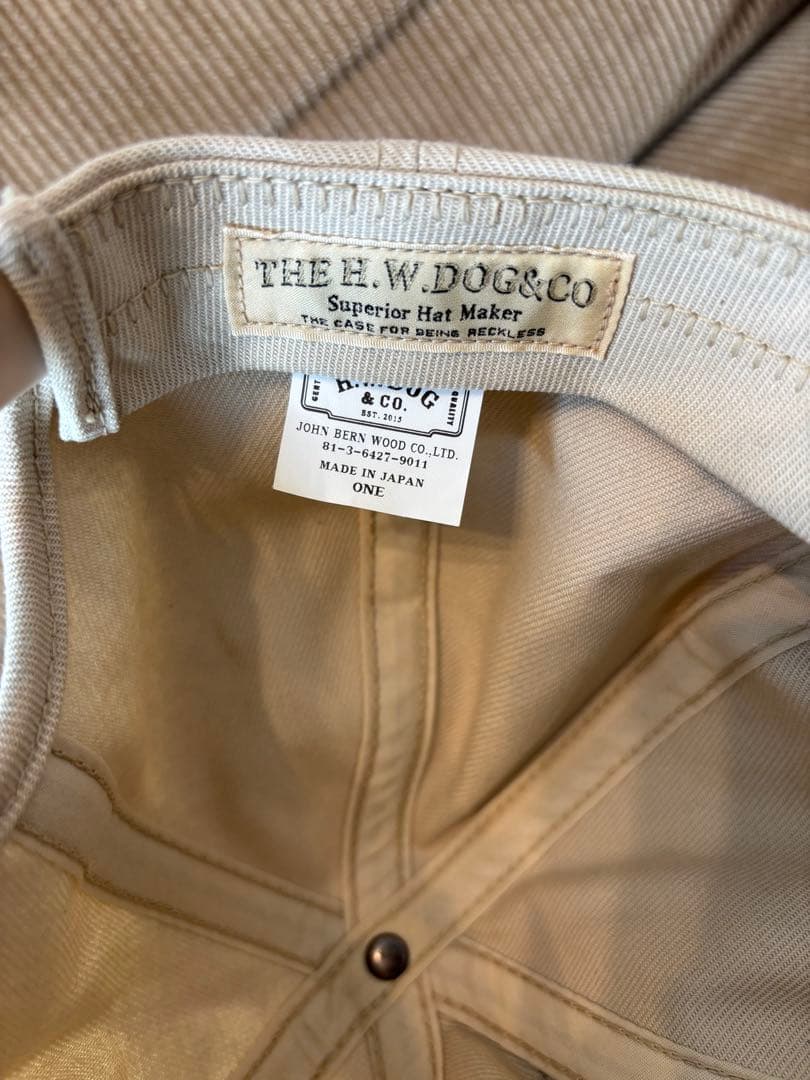 THE H.W.DOG&CO
Superior Hat Maker
THE CASE FOR BEING RECKLESS
H.W.DOG
& CO.
EST. 2015
JOHN BERN WOOD CO.,LTD.
81-3-6427-9011
MADE IN JAPAN
ONE